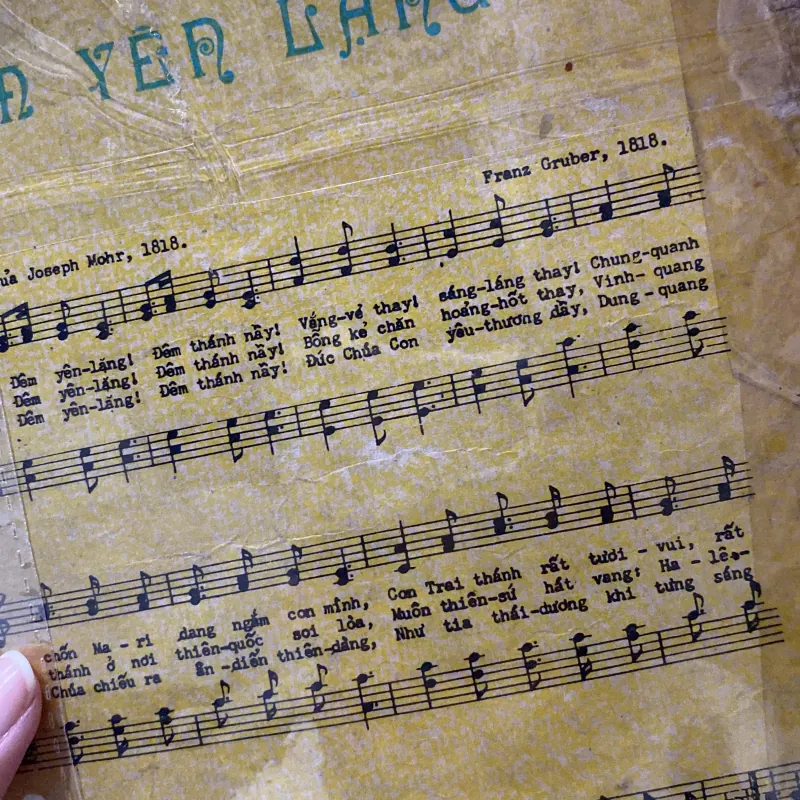 YÊN LẶNG
Franz Gruber, 1818.
của Joseph Mohr, 1818.
Đêm yên-lặng! Đêm thánh nầy! Vắng-vẻ thay! sáng-láng thay! Chung-quanh
Đêm yên-lặng! Đêm thánh nầy! Bỗng kẻ chăn hoảng-hốt thay, Vinh-quang
Đêm yên-lặng! Đêm thánh nầy! Đức Chúa Con yêu-thương đầy, Dung-quang
chốn Ma-ri đang ngắm con mình, Con Trai thánh rất tươi-vui, rất
thánh ở nơi thiên-quốc soi lòa, Muôn thiên-sứ hát vang; Ha-lê-
Chúa chiếu ra ân-điển thiên-đàng, Như tia thái-dương khi tưng sáng